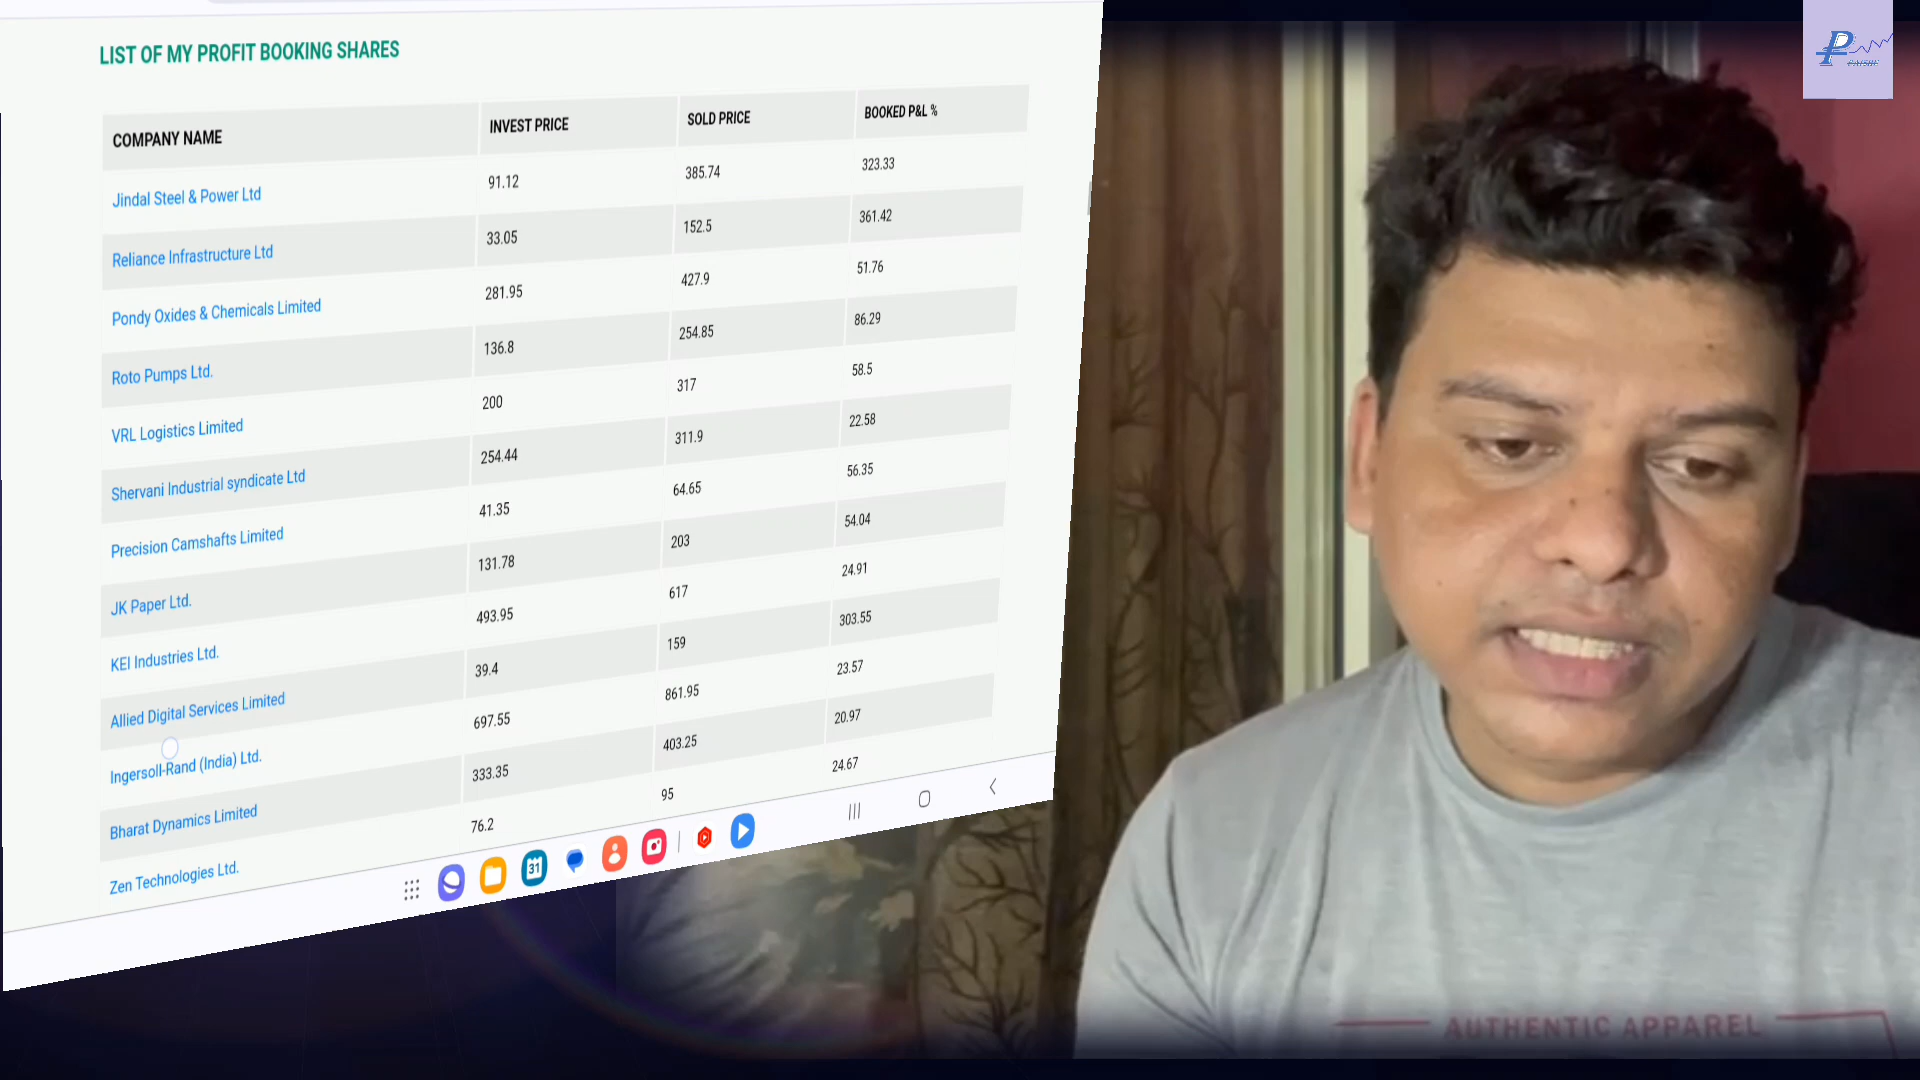 LIST OF MY PROFIT BOOKING SHARES
COMPANY NAME INVEST PRICE SOLD PRICE BOOKED P&L %
Jindal Steel & Power Ltd 91.12 385.74 323.33
Reliance Infrastructure Ltd 33.05 152.5 361.42
Pondy Oxides & Chemicals Limited 281.95 427.9 51.76
Roto Pumps Ltd. 136.8 254.85 86.29
VRL Logistics Limited 200 317 58.5
Shervani Industrial syndicate Ltd 254.44 311.9 22.58
Precision Camshafts Limited 41.35 64.65 56.35
JK Paper Ltd. 131.78 203 54.04
KEI Industries Ltd. 493.95 617 24.91
Allied Digital Services Limited 39.4 159 303.55
Ingersoll-Rand (India) Ltd. 697.55 861.95 23.57
Bharat Dynamics Limited 333.35 403.25 20.97
Zen Technologies Ltd. 76.2 95 24.67
31
AUTHENTIC APPAREL